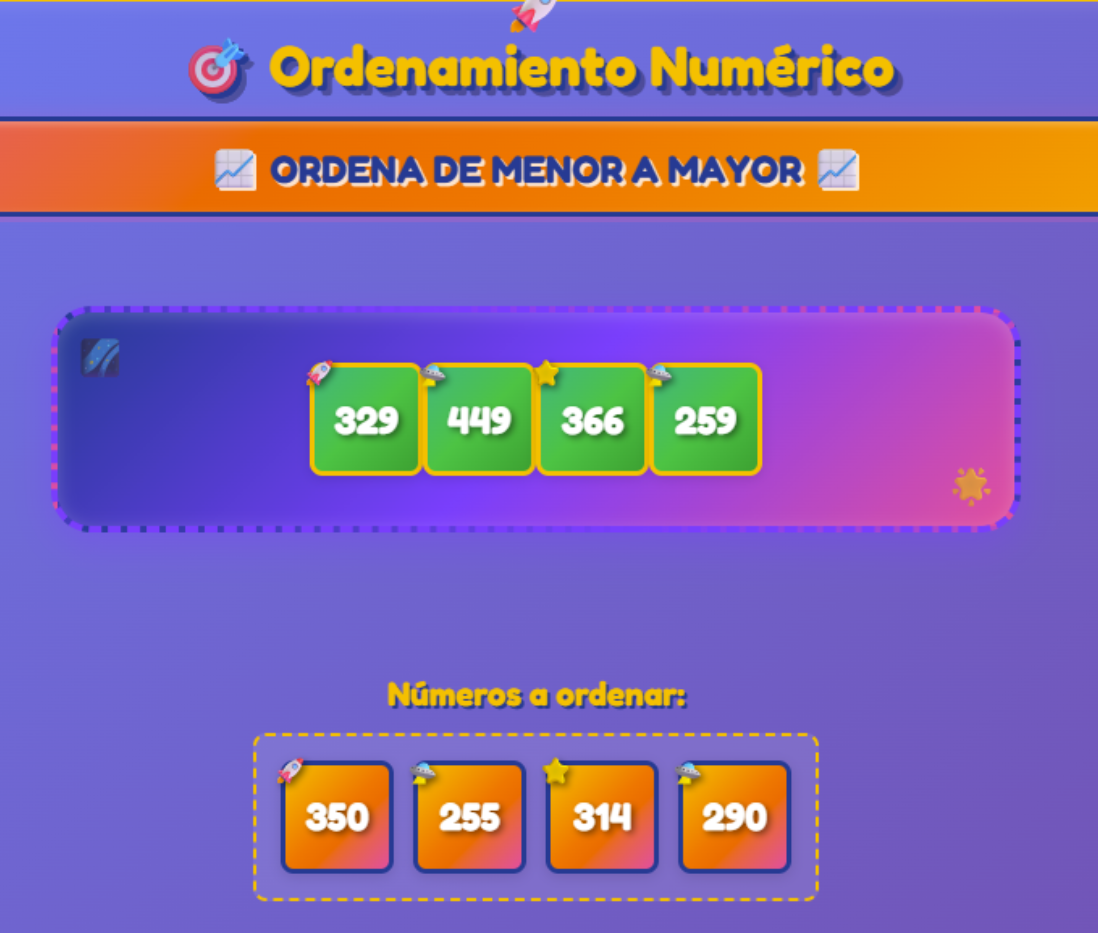 Ordenamiento Numérico
ORDENA DE MENOR A MAYOR
329 449 366 259
Números a ordenar:
350 255 314 290